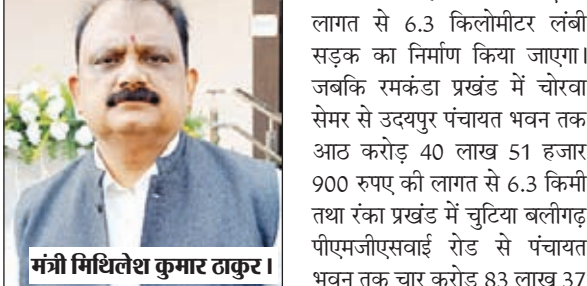 लागत से 6.3 किलोमीटर लंबी
सड़क का निर्माण किया जाएगा।
जबकि रमकंडा प्रखंड में चोरवा
सेमर से उदयपुर पंचायत भवन तक
आठ करोड़ 40 लाख 51 हजार
900 रुपए की लागत से 6.3 किमी
तथा रंका प्रखंड में चुटिया बलीगढ़
पीएमजीएसवाई रोड से पंचायत
भवन तक चार करोड़ 83 लाख 37
मंत्री मिथिलेश कुमार ठाकुर।